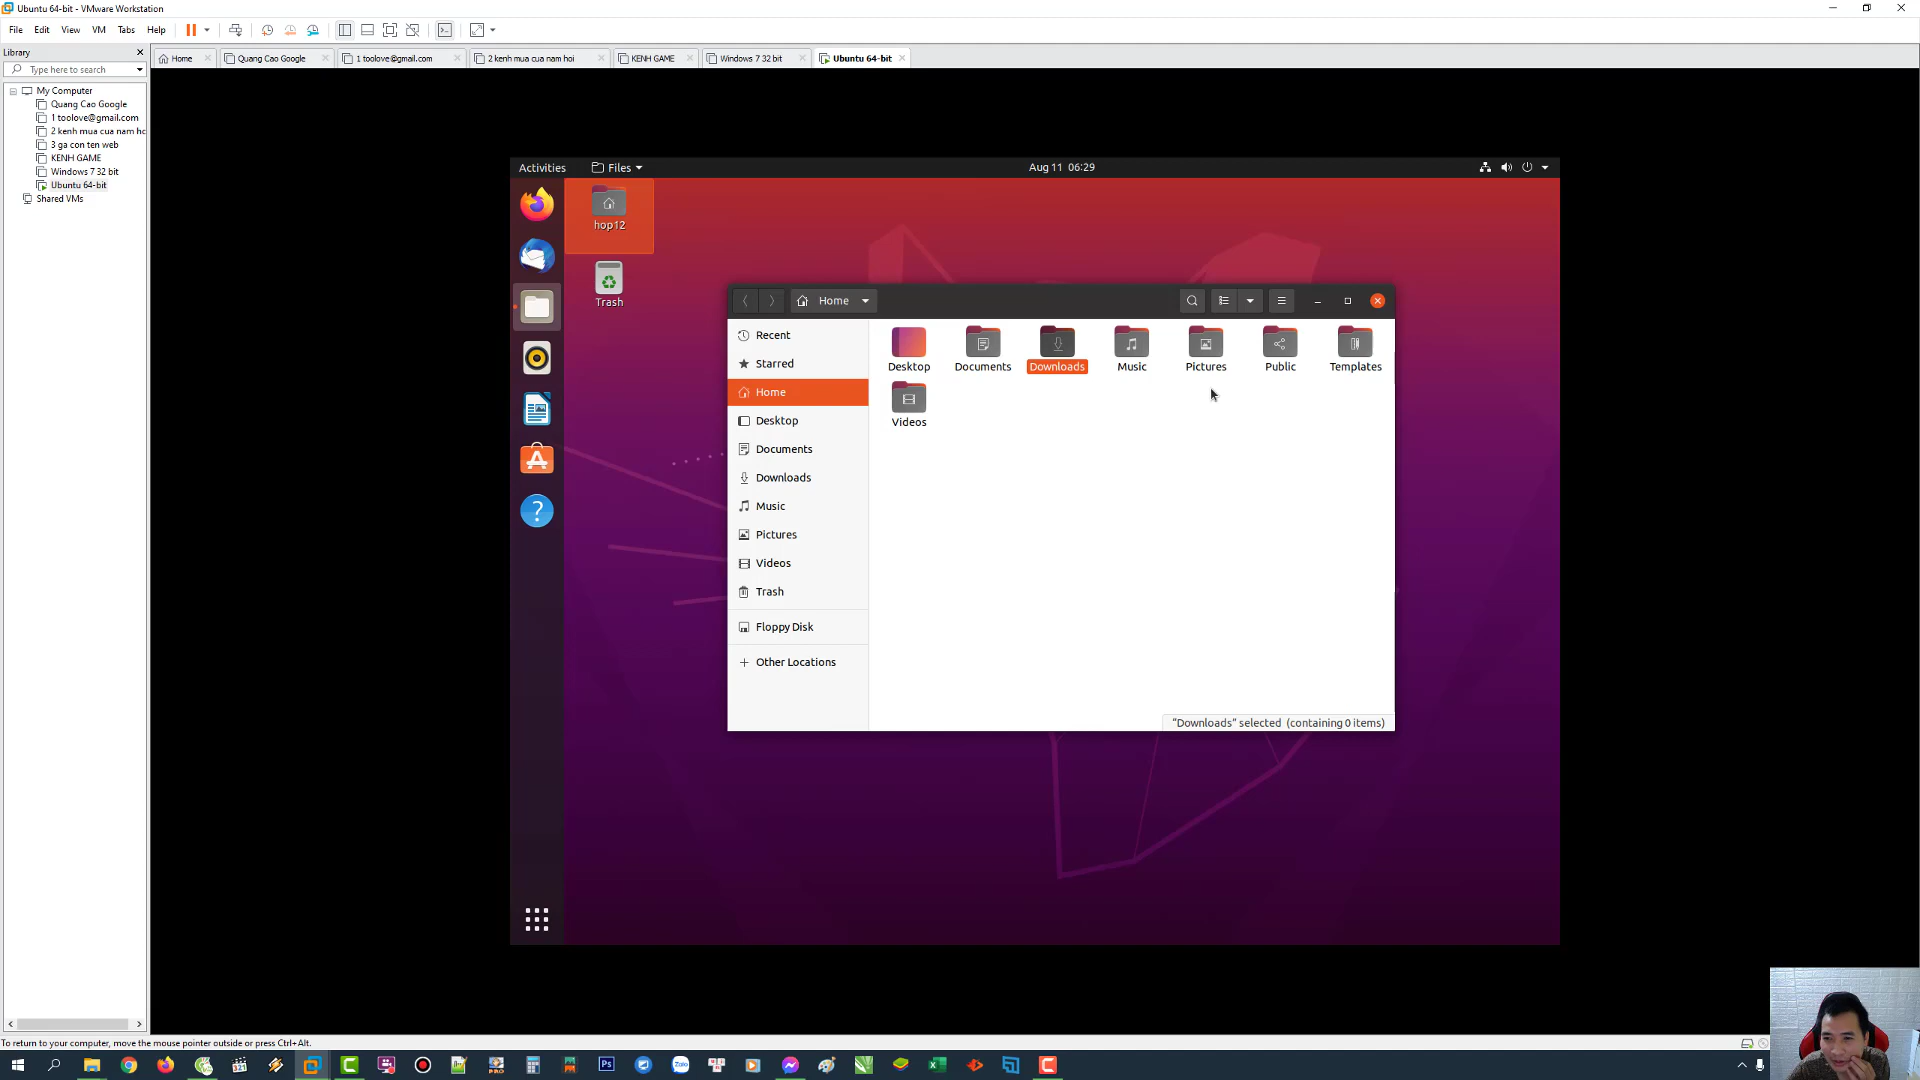 Ubuntu 64-bit - VMware Workstation
File Edit View VM Tabs Help
Library
Type here to search
Home
Quang Cao Google
1 toolove@gmail.com
2 kenh mua cua nam hoi
KENH GAME
Windows 7 32 bit
Ubuntu 64-bit
My Computer
Quang Cao Google
1 toolove@gmail.com
2 kenh mua cua nam ho
3 ga con ten web
KENH GAME
Windows 7 32 bit
Ubuntu 64-bit
Shared VMs
Activities
Files
Aug 11 06:29
hop12
Trash
Home
Recent
Starred
Home
Desktop
Documents
Downloads
Music
Pictures
Videos
Trash
Floppy Disk
Other Locations
Desktop
Documents
Downloads
Music
Pictures
Public
Templates
Videos
"Downloads" selected (containing 0 items)
To return to your computer, move the mouse pointer outside or press Ctrl+Alt.